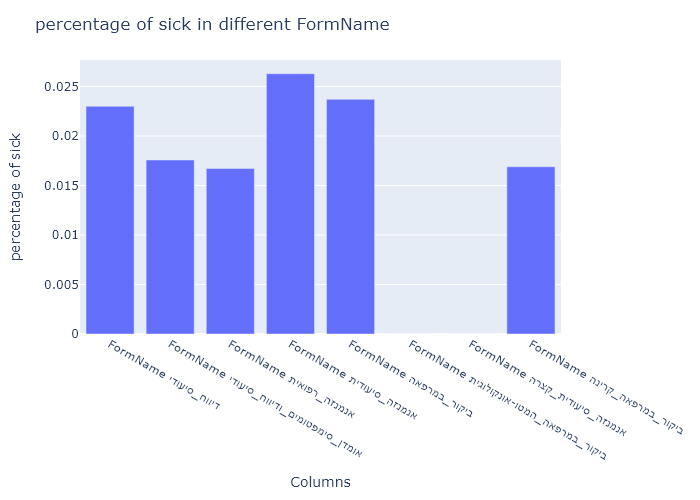 percentage of sick in different FormName
percentage of sick
0.025
0.02
0.015
0.01
0.005
0
FormName דיווח_סיעודי
FormName אומדן_סימפטומים_ודיווח_סיעודי
FormName אנמנזה_רפואית
FormName אנמנזה_סיעודית
FormName ביקור_במרפאה
FormName ביקור_במרפאה_המטו-אונקולוגית
FormName אנמנזה_סיעודית_קצרה
FormName ביקור_במרפאה_קרינה
Columns